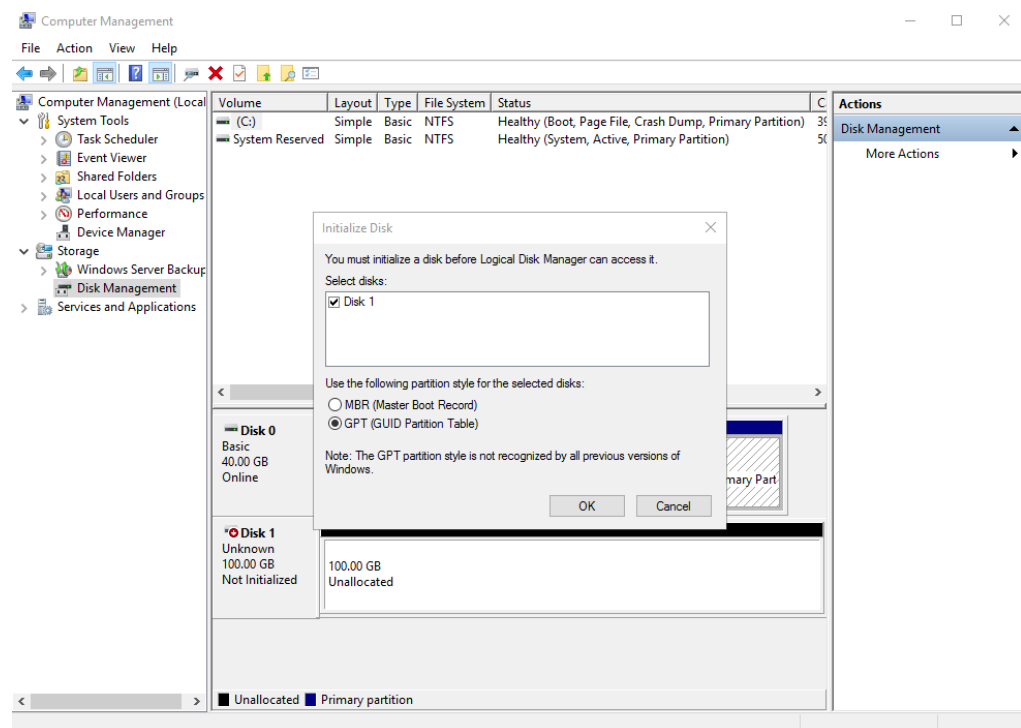 Computer Management
File Action View Help
Computer Management (Local
System Tools
Task Scheduler
Event Viewer
Shared Folders
Local Users and Groups
Performance
Device Manager
Storage
Windows Server Backup
Disk Management
Services and Applications
Volume Layout Type File System Status C
(C:) Simple Basic NTFS Healthy (Boot, Page File, Crash Dump, Primary Partition) 39
System Reserved Simple Basic NTFS Healthy (System, Active, Primary Partition) 50
Actions
Disk Management
More Actions
Initialize Disk
You must initialize a disk before Logical Disk Manager can access it.
Select disks:
Disk 1
Use the following partition style for the selected disks:
MBR (Master Boot Record)
GPT (GUID Partition Table)
Note: The GPT partition style is not recognized by all previous versions of
Windows.
OK Cancel
Disk 0
Basic
40.00 GB
Online
mary Part
Disk 1
Unknown
100.00 GB
Not Initialized
100.00 GB
Unallocated
Unallocated Primary partition